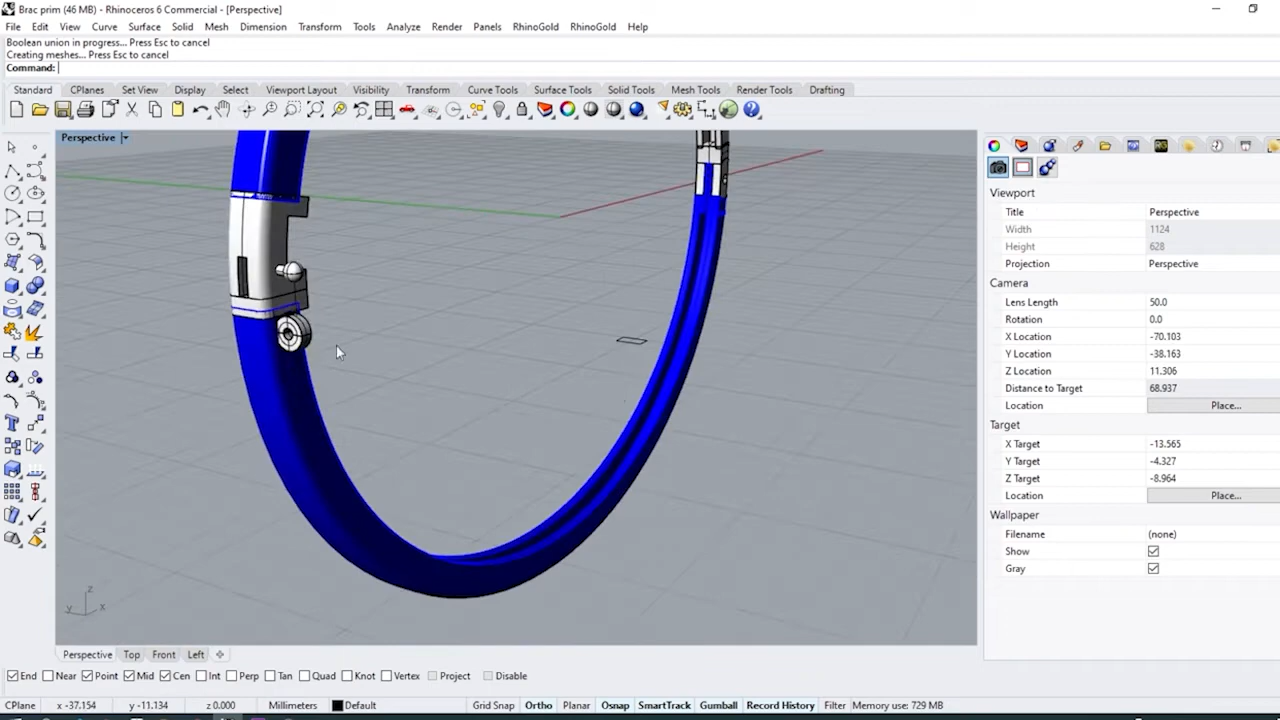 Brac prim (46 MB) - Rhinoceros 6 Commercial - [Perspective]
File Edit View Curve Surface Solid Mesh Dimension Transform Tools Analyze Render Panels RhinoGold RhinoGold Help
Boolean union in progress... Press Esc to cancel
Creating meshes... Press Esc to cancel
Command:
Standard CPlanes Set View Display Select Viewport Layout Visibility Transform Curve Tools Surface Tools Solid Tools Mesh Tools Render Tools Drafting
Perspective
Viewport
Title Perspective
Width 1124
Height 628
Projection Perspective
Camera
Lens Length 50.0
Rotation 0.0
X Location -70.103
Y Location -38.163
Z Location 11.306
Distance to Target 68.937
Location Place...
Target
X Target -13.565
Y Target -4.327
Z Target -8.964
Location Place...
Wallpaper
Filename (none)
Show
Gray
z
y x
Perspective Top Front Left
End Near Point Mid Cen Int Perp Tan Quad Knot Vertex Project Disable
CPlane x -37.154 y -11.134 z 0.000 Millimeters Default Grid Snap Ortho Planar Osnap SmartTrack Gumball Record History Filter Memory use: 729 MB